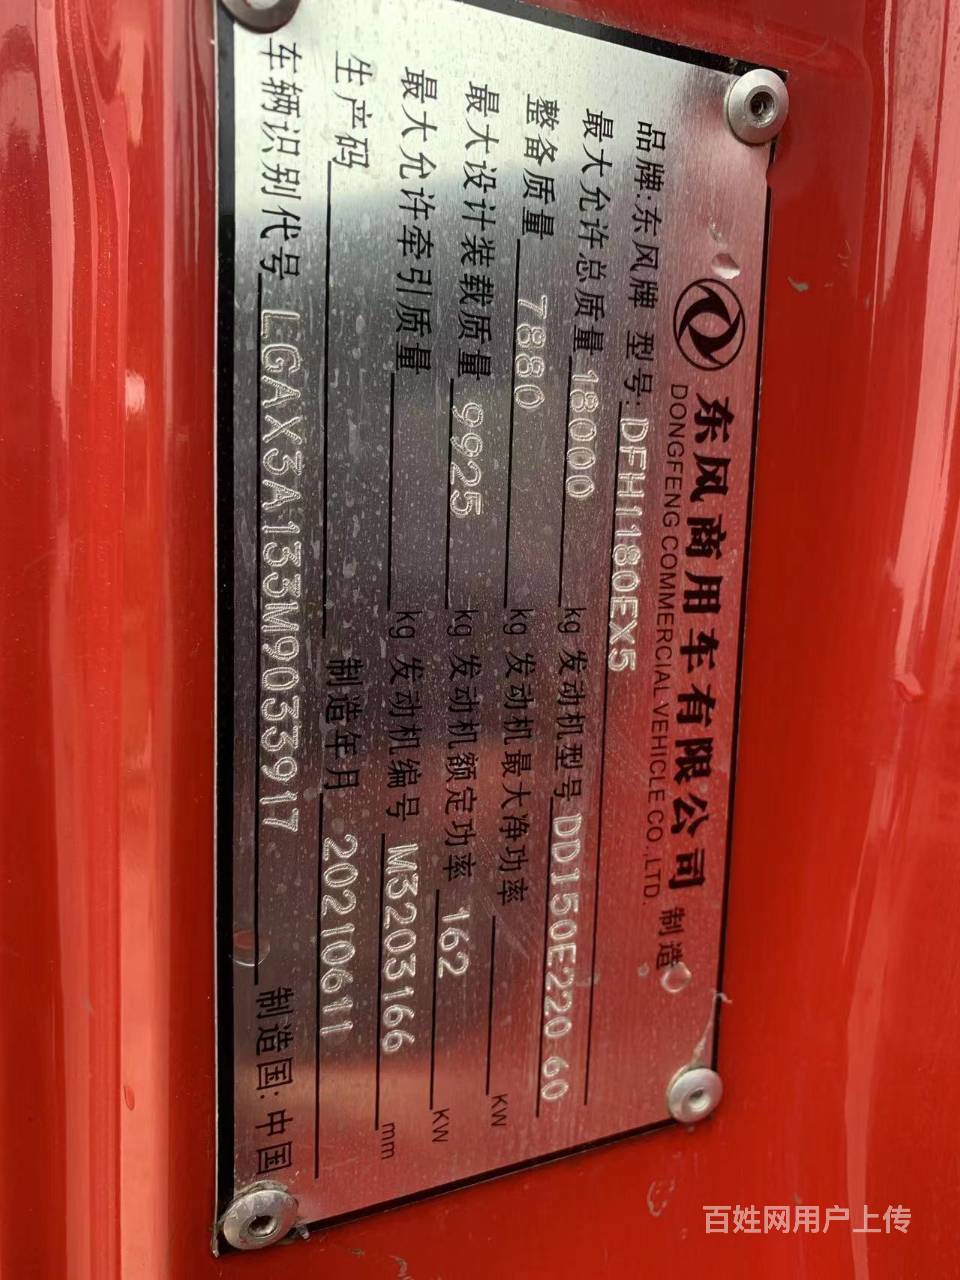 东风商用车有限公司 制造
DONGFENG COMMERCIAL VEHICLE CO.,LTD.
品牌:东风牌 型号: DFH1180EX5
最大允许总质量 18000 kg 发动机型号 DD150E220 60
整备质量 7880 kg 发动机最大净功率 KW
最大设计装载质量 9925 kg 发动机额定功率 162 KW
最大允许牵引质量 kg 发动机编号 M3203166 mm
生产码 制造年月 20210611
车辆识别代号 LGAX3A133M9033917 制造国: 中国
百姓网用户上传